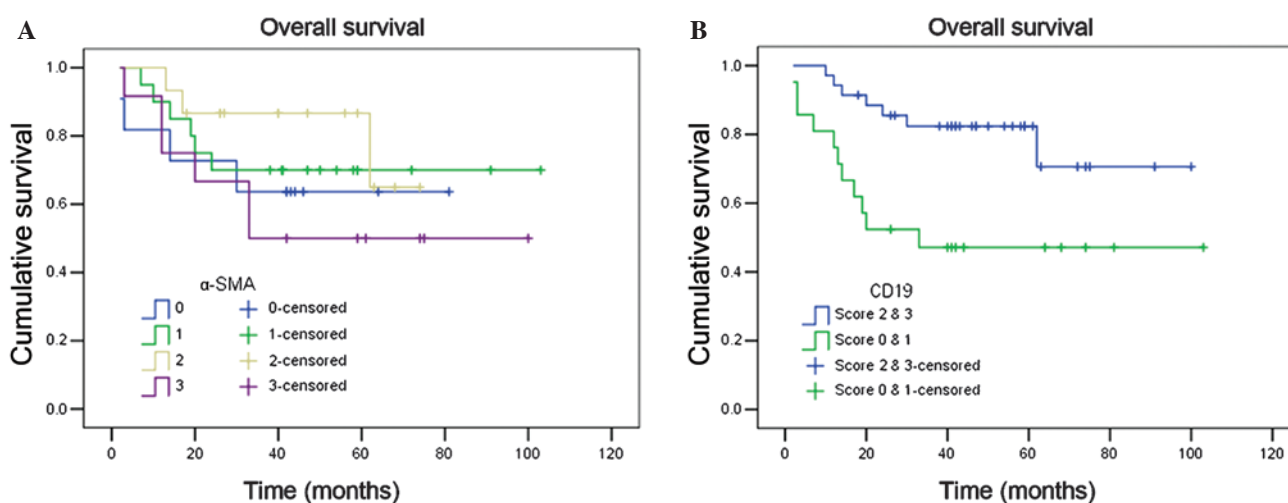 A
Overall survival
Cumulative survival
1.0
0.8
0.6
0.4
0.2
0.0
α-SMA
0 0-censored
1 1-censored
2 2-censored
3 3-censored
0 20 40 60 80 100 120
Time (months)
B
Overall survival
Cumulative survival
1.0
0.8
0.6
0.4
0.2
0.0
CD19
Score 2 & 3
Score 0 & 1
Score 2 & 3-censored
Score 0 & 1-censored
0 20 40 60 80 100 120
Time (months)